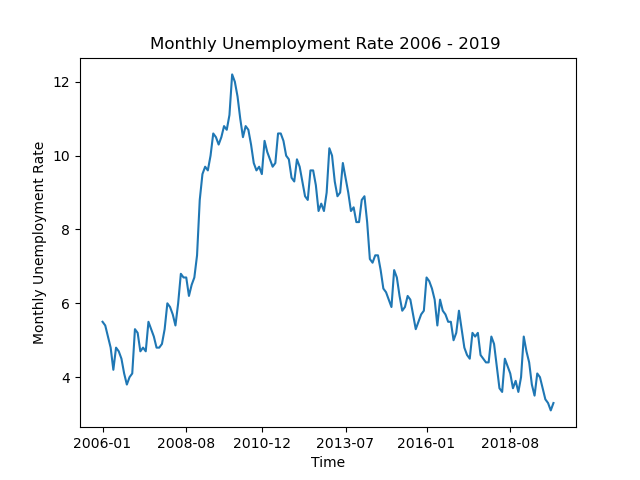 Monthly Unemployment Rate 2006 - 2019
12
10
8
6
4
Monthly Unemployment Rate
2006-01 2008-08 2010-12 2013-07 2016-01 2018-08
Time